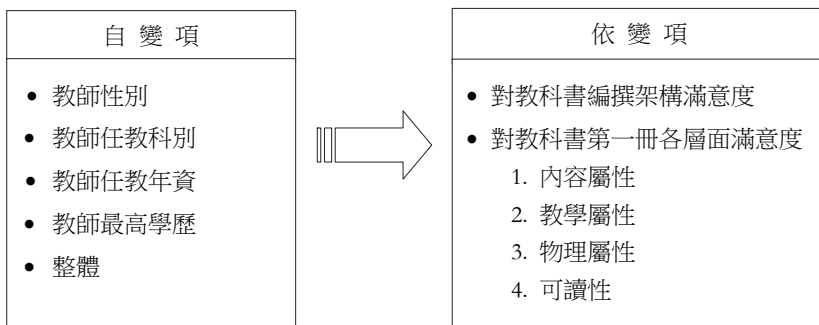 自變項
• 教師性別
• 教師任教科別
• 教師任教年資
• 教師最高學歷
• 整體
依變項
• 對教科書編撰架構滿意度
• 對教科書第一冊各層面滿意度
1. 內容屬性
2. 教學屬性
3. 物理屬性
4. 可讀性